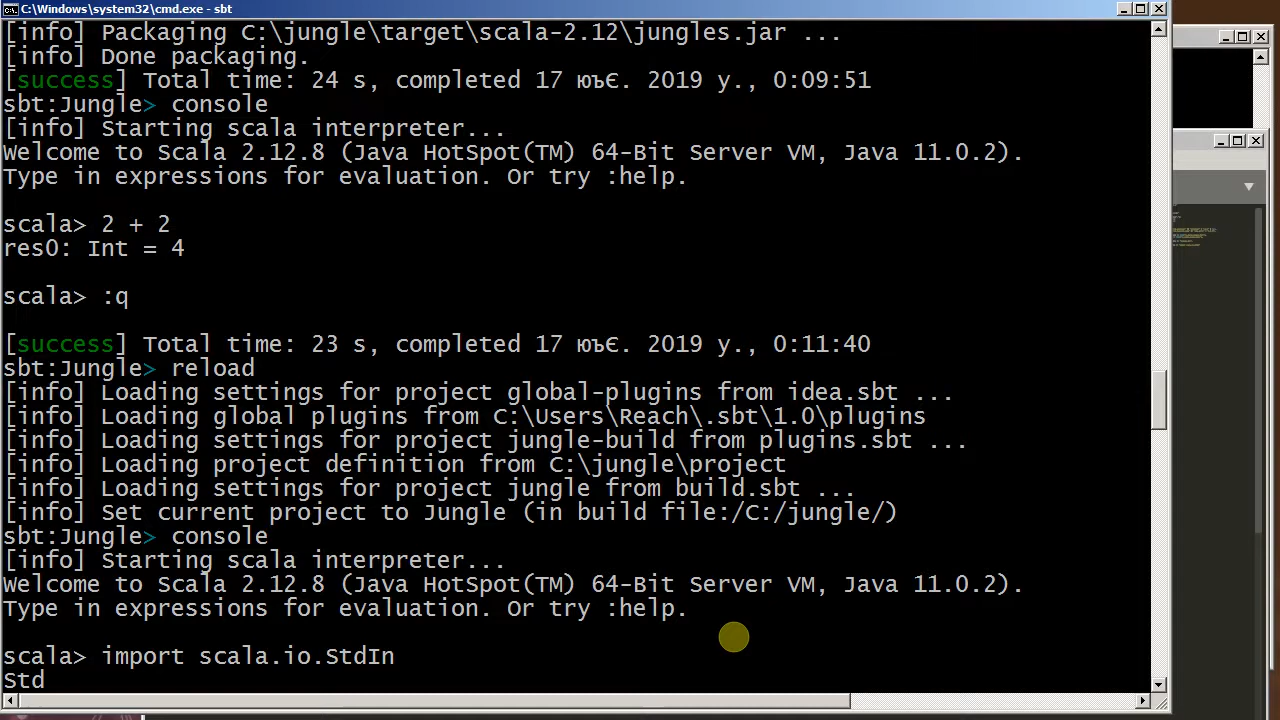 C:\Windows\system32\cmd.exe - sbt
[info] Packaging C:\jungle\target\scala-2.12\jungles.jar ...
[info] Done packaging.
[success] Total time: 24 s, completed 17 юъЄ. 2019 у., 0:09:51
sbt:Jungle> console
[info] Starting scala interpreter...
Welcome to Scala 2.12.8 (Java HotSpot(TM) 64-Bit Server VM, Java 11.0.2).
Type in expressions for evaluation. Or try :help.
scala> 2 + 2
res0: Int = 4
scala> :q
[success] Total time: 23 s, completed 17 юъЄ. 2019 у., 0:11:40
sbt:Jungle> reload
[info] Loading settings for project global-plugins from idea.sbt ...
[info] Loading global plugins from C:\Users\Reach\.sbt\1.0\plugins
[info] Loading settings for project jungle-build from plugins.sbt ...
[info] Loading project definition from C:\jungle\project
[info] Loading settings for project jungle from build.sbt ...
[info] Set current project to Jungle (in build file:/C:/jungle/)
sbt:Jungle> console
[info] Starting scala interpreter...
Welcome to Scala 2.12.8 (Java HotSpot(TM) 64-Bit Server VM, Java 11.0.2).
Type in expressions for evaluation. Or try :help.
scala> import scala.io.StdIn
Std